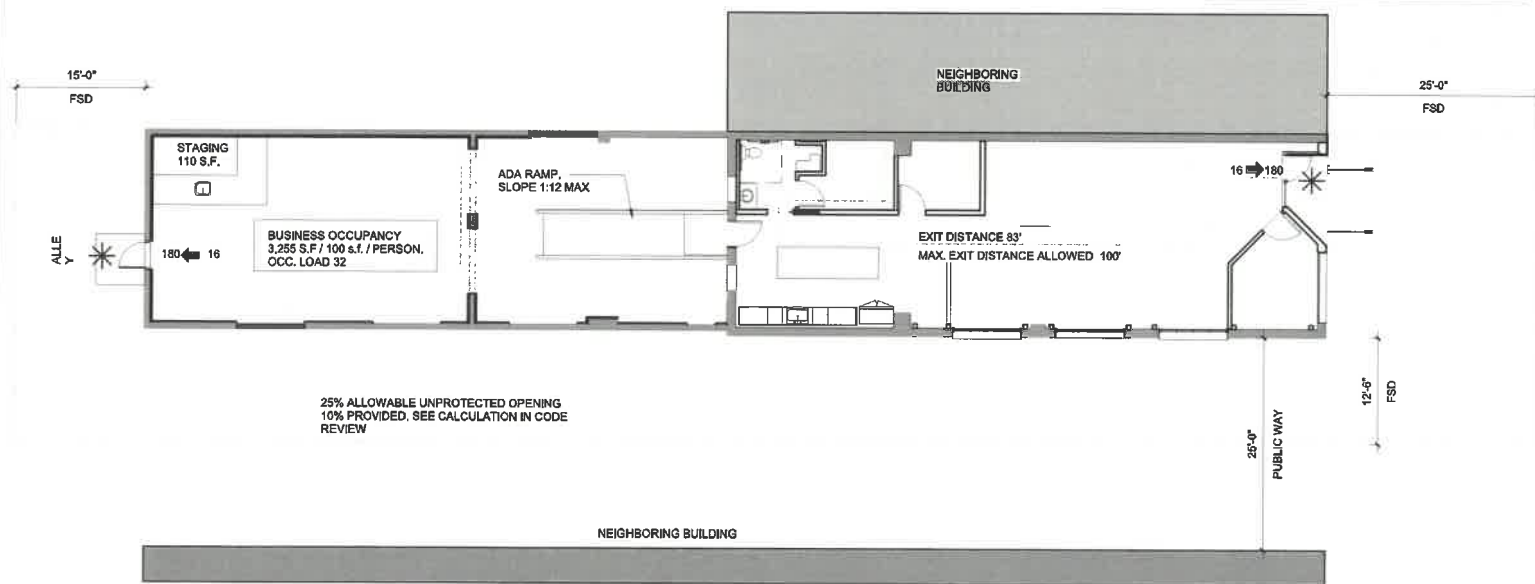 15'-0"
FSD
NEIGHBORING
BUILDING
25'-0"
FSD
STAGING
110 S.F.
ADA RAMP,
SLOPE 1:12 MAX
16 180
BUSINESS OCCUPANCY
3,255 S.F / 100 s.f. / PERSON.
OCC. LOAD 32
EXIT DISTANCE 83'
MAX. EXIT DISTANCE ALLOWED 100'
ALLE
Y
180 16
25% ALLOWABLE UNPROTECTED OPENING
10% PROVIDED, SEE CALCULATION IN CODE
REVIEW
12'-6"
FSD
25'-0"
PUBLIC WAY
NEIGHBORING BUILDING